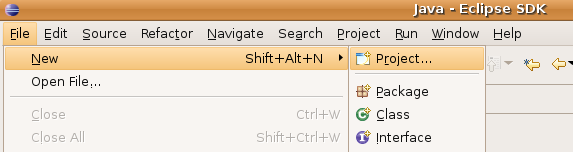 Java - Eclipse SDK
File Edit Source Refactor Navigate Search Project Run Window Help
New Shift+Alt+N Project...
Open File...
Package
Close Ctrl+W Class
Close All Shift+Ctrl+W Interface